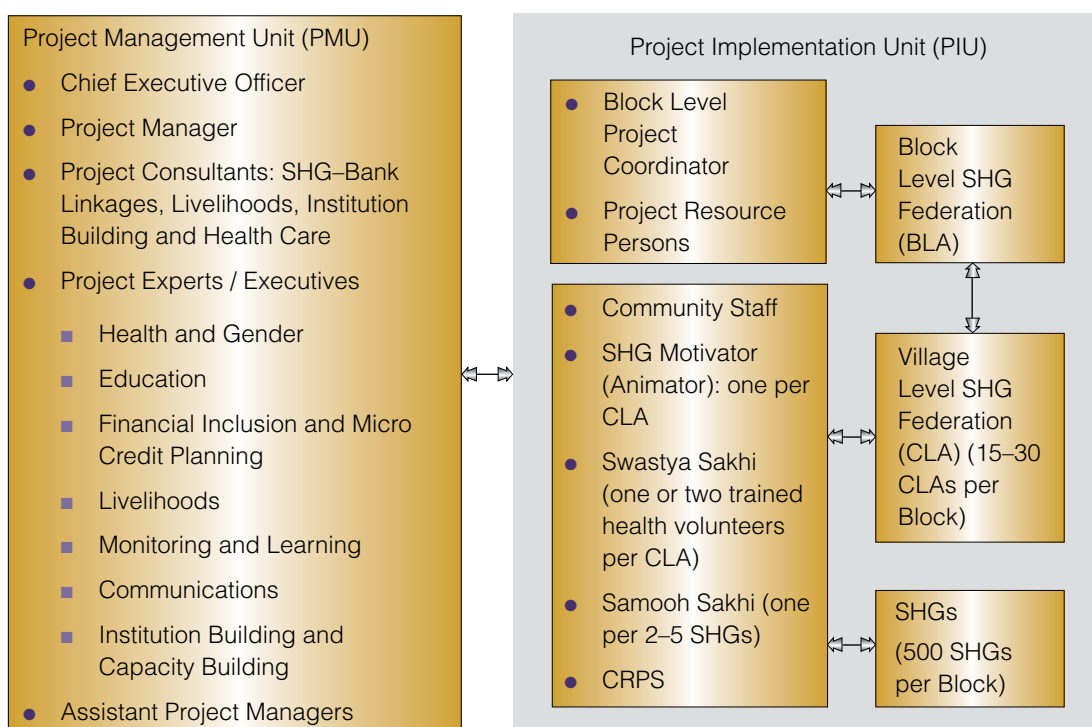 Project Management Unit (PMU)
● Chief Executive Officer
● Project Manager
● Project Consultants: SHG–Bank
Linkages, Livelihoods, Institution
Building and Health Care
● Project Experts / Executives
■ Health and Gender
■ Education
■ Financial Inclusion and Micro
Credit Planning
■ Livelihoods
■ Monitoring and Learning
■ Communications
■ Institution Building and
Capacity Building
● Assistant Project Managers
Project Implementation Unit (PIU)
● Block Level
Project
Coordinator
● Project Resource
Persons
Block
Level SHG
Federation
(BLA)
● Community Staff
● SHG Motivator
(Animator): one per
CLA
● Swastya Sakhi
(one or two trained
health volunteers
per CLA)
● Samooh Sakhi (one
per 2–5 SHGs)
● CRPS
Village
Level SHG
Federation
(CLA) (15–30
CLAs per
Block)
SHGs
(500 SHGs
per Block)